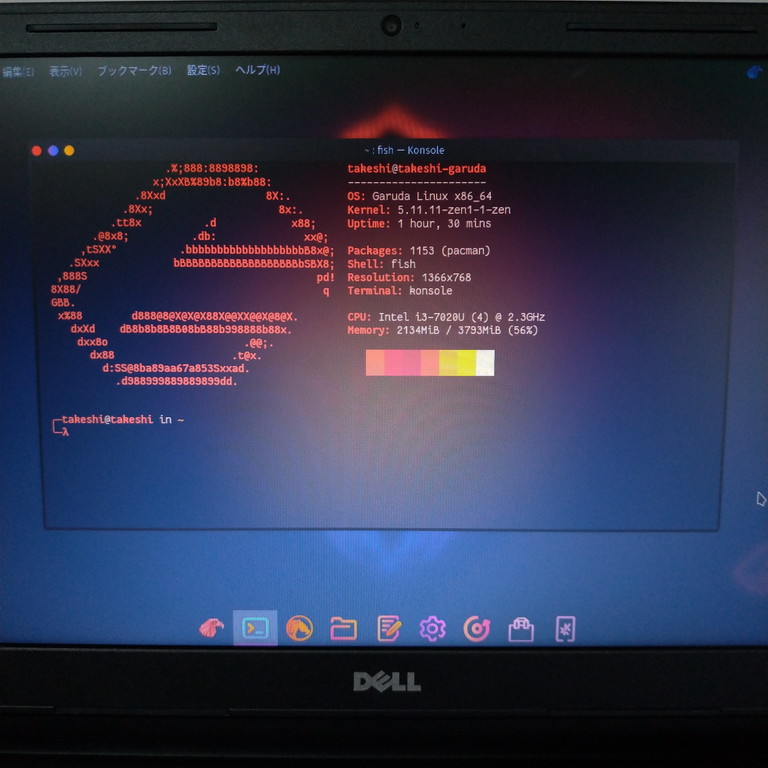 編集(E) 表示(V) ブックマーク(B) 設定(S) ヘルプ(H)
~ : fish — Konsole
.%;888:8898898:
x;XxXB%89b8:b8%b88:
.8Xxd 8X:.
.8Xx; 8x:.
.tt8x .d x88;
.@8x8; .db: xx@;
,tSXX° .bbbbbbbbbbbbbbbbbbbB8x@;
.SXxx bBBBBBBBBBBBBBBBBBBBbSBX8;
,888S pd!
8X88/ q
GBB.
x%88 d888@8@X@X@X88X@@XX@@X@8@X.
dxXd dB8b8b8B8B08bB88b998888b88x.
dxx8o .@@;.
dx88 .t@x.
d:SS@8ba89aa67a853Sxxad.
.d988999889889899dd.
takeshi@takeshi-garuda
----------------------
OS: Garuda Linux x86_64
Kernel: 5.11.11-zen1-1-zen
Uptime: 1 hour, 30 mins
Packages: 1153 (pacman)
Shell: fish
Resolution: 1366x768
Terminal: konsole
CPU: Intel i3-7020U (4) @ 2.3GHz
Memory: 2134MiB / 3793MiB (56%)
╭─takeshi@takeshi in ~
╰─λ
DELL